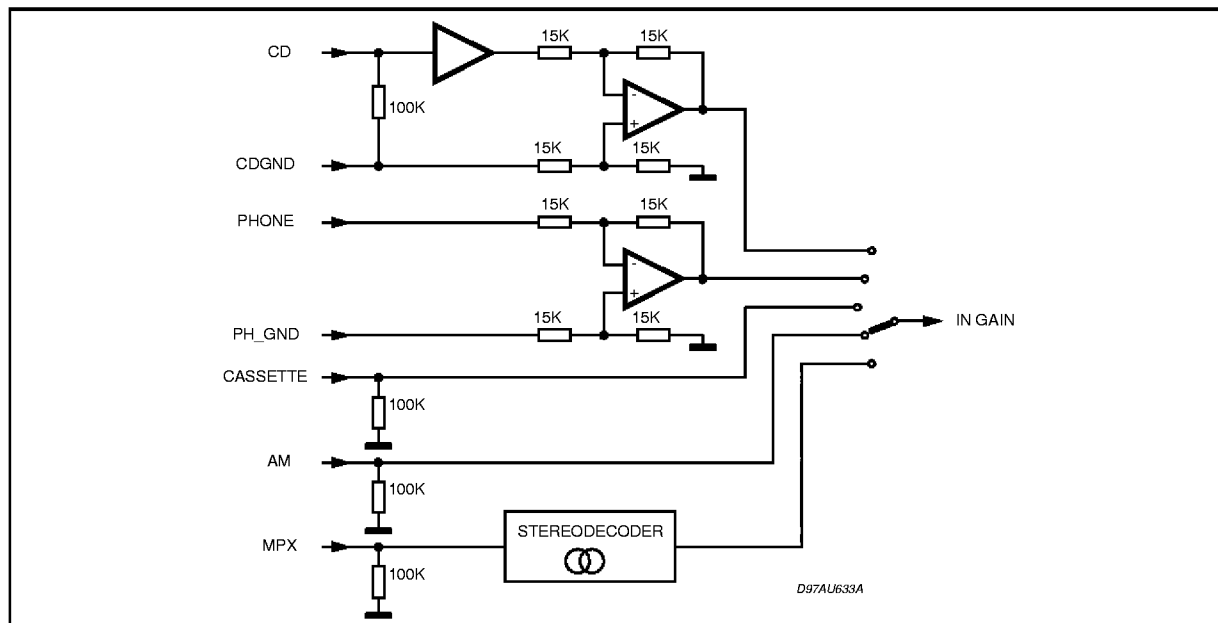 CD
15K
15K
100K
-
+
CDGND
15K
15K
PHONE
15K
15K
-
+
PH_GND
15K
15K
IN GAIN
CASSETTE
100K
AM
100K
MPX
STEREODECODER
100K
D97AU633A